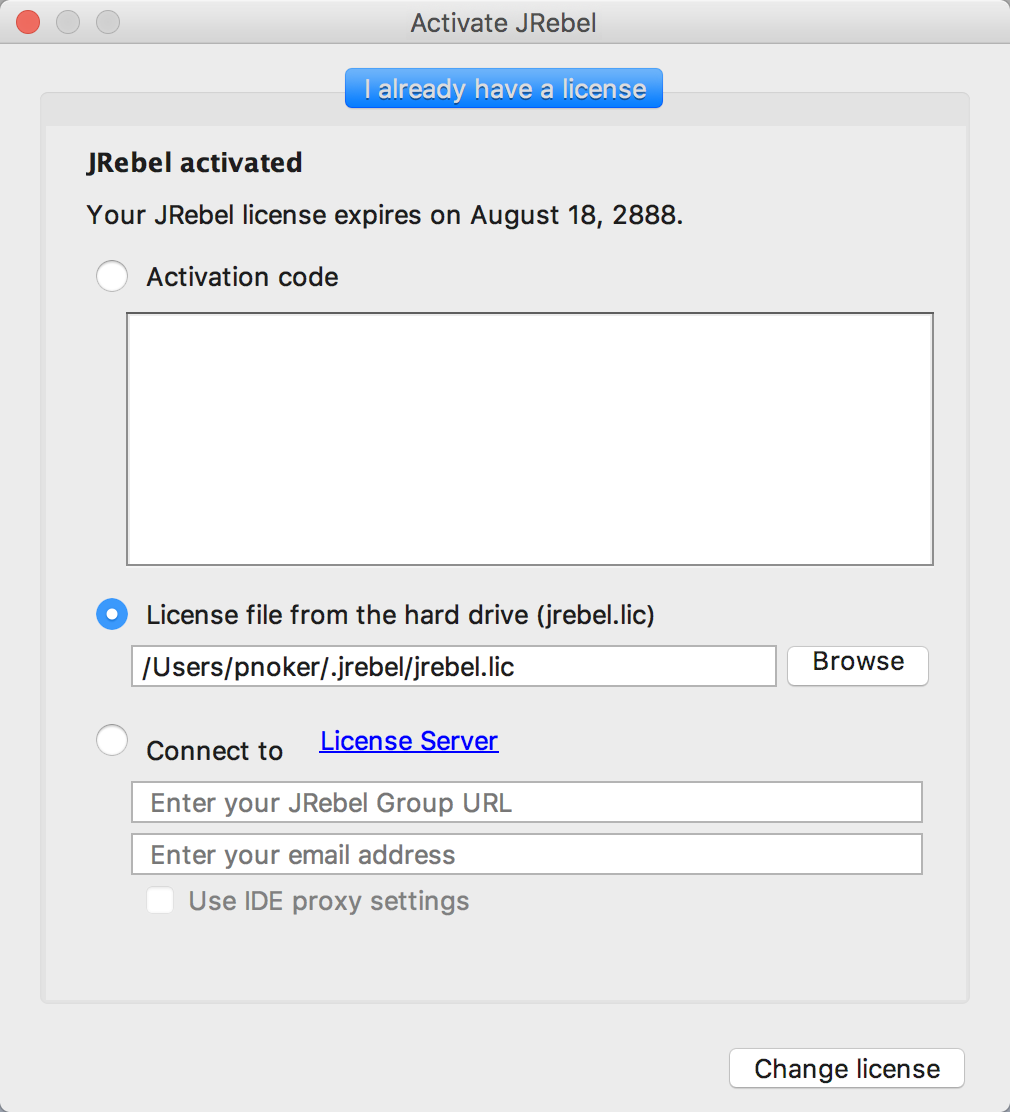 Activate JRebel
I already have a license
JRebel activated
Your JRebel license expires on August 18, 2888.
Activation code
License file from the hard drive (jrebel.lic)
/Users/pnoker/.jrebel/jrebel.lic
Browse
Connect to License Server
Enter your JRebel Group URL
Enter your email address
Use IDE proxy settings
Change license